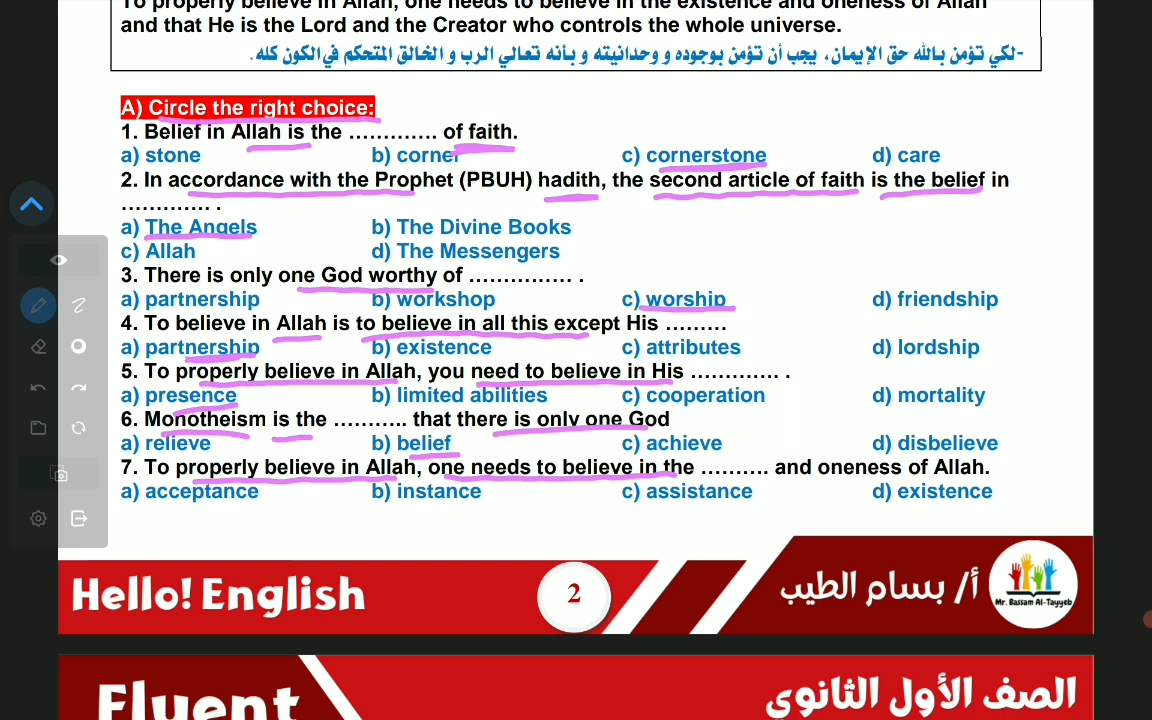 To properly believe in Allah, one needs to believe in the existence and oneness of Allah
and that He is the Lord and the Creator who controls the whole universe.
-لكي تؤمن بالله حق الإيمان، يجب أن تؤمن بوجوده و وحدانيته و بأنه تعالي الرب و الخالق المتحكم في الكون كله.
A) Circle the right choice:
1. Belief in Allah is the ............. of faith.
a) stone b) corner c) cornerstone d) care
2. In accordance with the Prophet (PBUH) hadith, the second article of faith is the belief in
............. .
a) The Angels b) The Divine Books
c) Allah d) The Messengers
3. There is only one God worthy of ............... .
a) partnership b) workshop c) worship d) friendship
4. To believe in Allah is to believe in all this except His .........
a) partnership b) existence c) attributes d) lordship
5. To properly believe in Allah, you need to believe in His ............. .
a) presence b) limited abilities c) cooperation d) mortality
6. Monotheism is the ........... that there is only one God
a) relieve b) belief c) achieve d) disbelieve
7. To properly believe in Allah, one needs to believe in the .......... and oneness of Allah.
a) acceptance b) instance c) assistance d) existence
Hello! English
2
أ/ بسام الطيب
Mr. Bassam Al-Tayyeb
Fluent
الصف الأول الثانوي